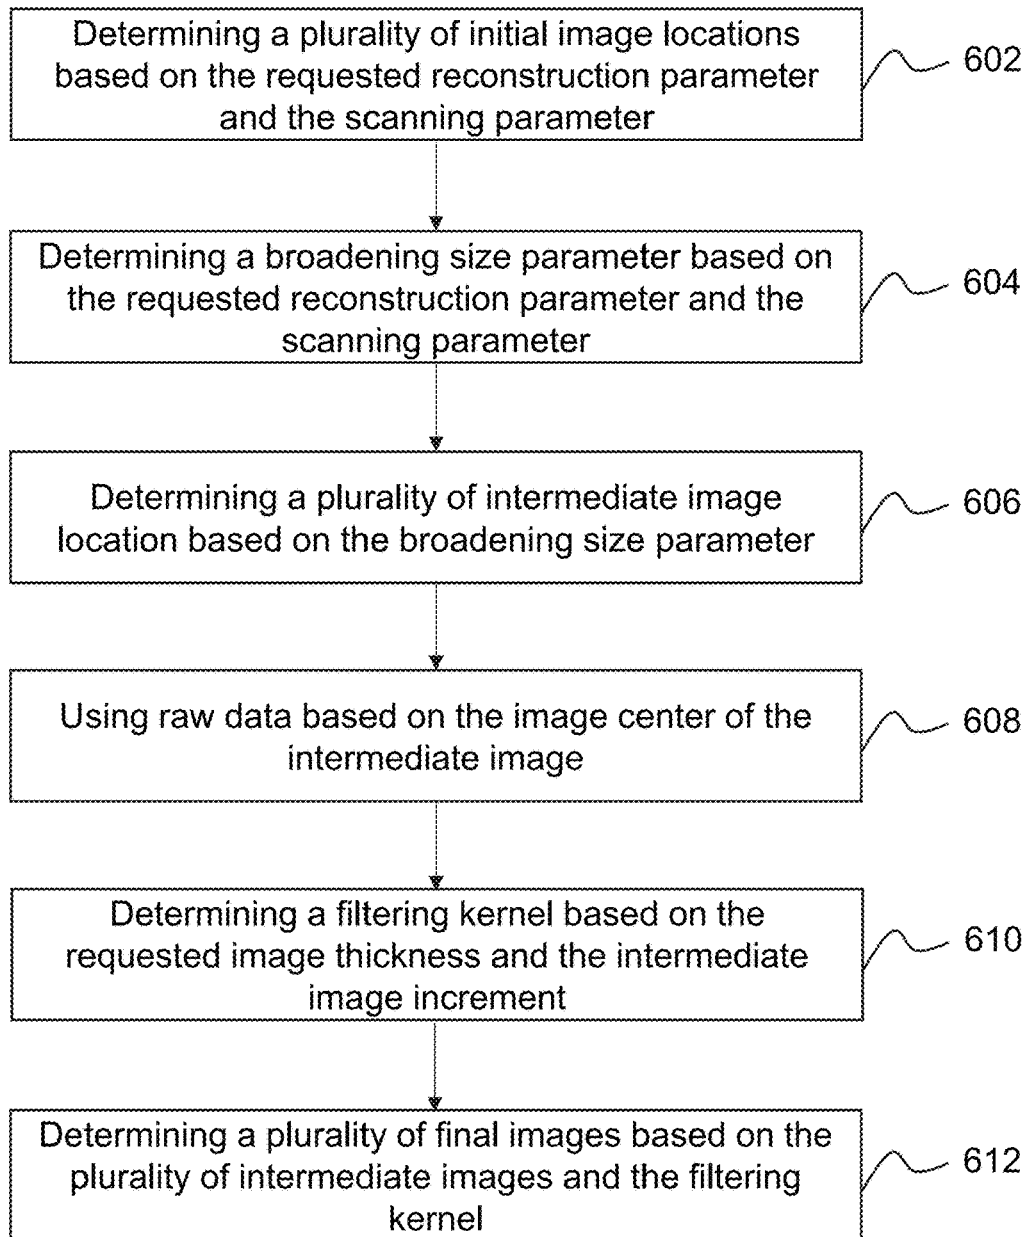 Determining a plurality of initial image locations
based on the requested reconstruction parameter
and the scanning parameter
602
Determining a broadening size parameter based on
the requested reconstruction parameter and the
scanning parameter
604
Determining a plurality of intermediate image
location based on the broadening size parameter
606
Using raw data based on the image center of the
intermediate image
608
Determining a filtering kernel based on the
requested image thickness and the intermediate
image increment
610
Determining a plurality of final images based on the
plurality of intermediate images and the filtering
kernel
612